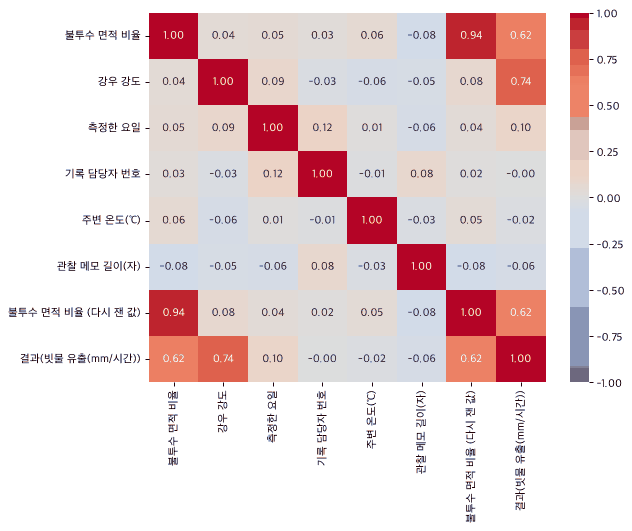 불투수 면적 비율 1.00 0.04 0.05 0.03 0.06 -0.08 0.94 0.62
강우 강도 0.04 1.00 0.09 -0.03 -0.06 -0.05 0.08 0.74
측정한 요일 0.05 0.09 1.00 0.12 0.01 -0.06 0.04 0.10
기록 담당자 번호 0.03 -0.03 0.12 1.00 -0.01 0.08 0.02 -0.00
주변 온도(℃) 0.06 -0.06 0.01 -0.01 1.00 -0.03 0.05 -0.02
관찰 메모 길이(자) -0.08 -0.05 -0.06 0.08 -0.03 1.00 -0.08 -0.06
불투수 면적 비율 (다시 잰 값) 0.94 0.08 0.04 0.02 0.05 -0.08 1.00 0.62
결과(빗물 유출(mm/시간)) 0.62 0.74 0.10 -0.00 -0.02 -0.06 0.62 1.00
불투수 면적 비율
강우 강도
측정한 요일
기록 담당자 번호
주변 온도(℃)
관찰 메모 길이(자)
불투수 면적 비율 (다시 잰 값)
결과(빗물 유출(mm/시간))
1.00
0.75
0.50
0.25
0.00
-0.25
-0.50
-0.75
-1.00